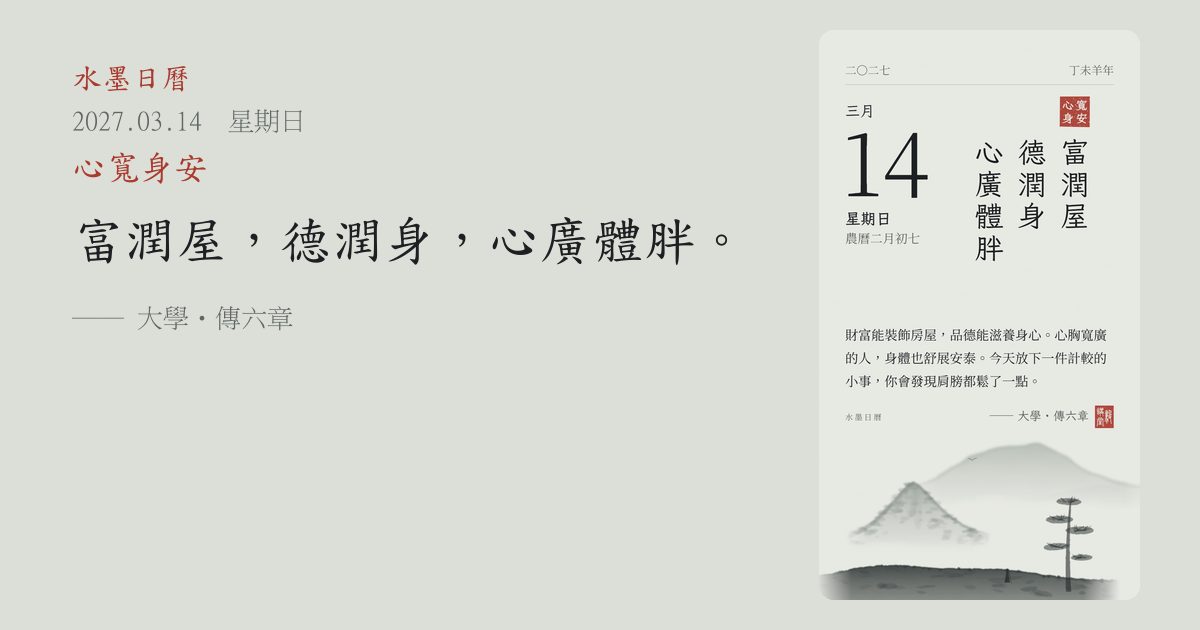 水墨日曆
2027.03.14　星期日
心寬身安
富潤屋，德潤身，心廣體胖。
—— 大學・傳六章
二〇二七
丁未羊年
三月
14
星期日
農曆二月初七
心寬身安
富潤屋
德潤身
心廣體胖
財富能裝飾房屋，品德能滋養身心。心胸寬廣
的人，身體也舒展安泰。今天放下一件計較的
小事，你會發現肩膀都鬆了一點。
水墨日曆
—— 大學・傳六章